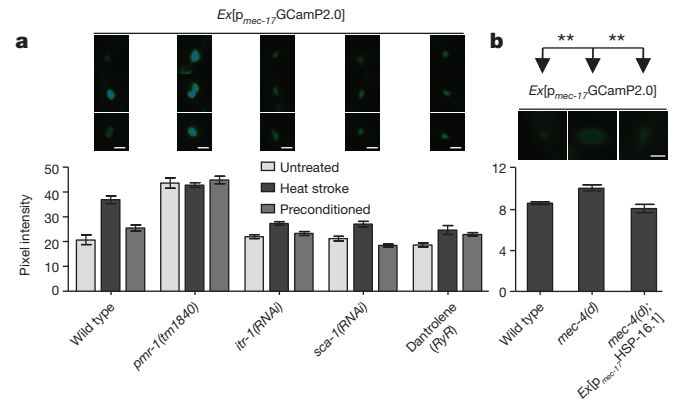 Ex[pmec-17GCamP2.0]
a
b
** **
Ex[pmec-17GCamP2.0]
Untreated
Heat stroke
Preconditioned
Pixel intensity
50
40
30
20
10
0
Wild type
pmr-1(tm1840)
itr-1(RNAi)
sca-1(RNAi)
Dantrolene
(RyR)
12
8
4
0
Wild type
mec-4(d)
mec-4(d);
Ex[pmec-17HSP-16.1]